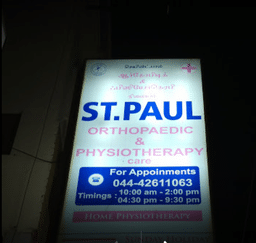 ST.PAUL
ORTHOPAEDIC
&
PHYSIOTHERAPY
care
For Appoinments
044-42611063
Timings : 10:00 am - 2:00 pm
04:30 pm - 9:30 pm
HOME PHYSIOTHERAPY